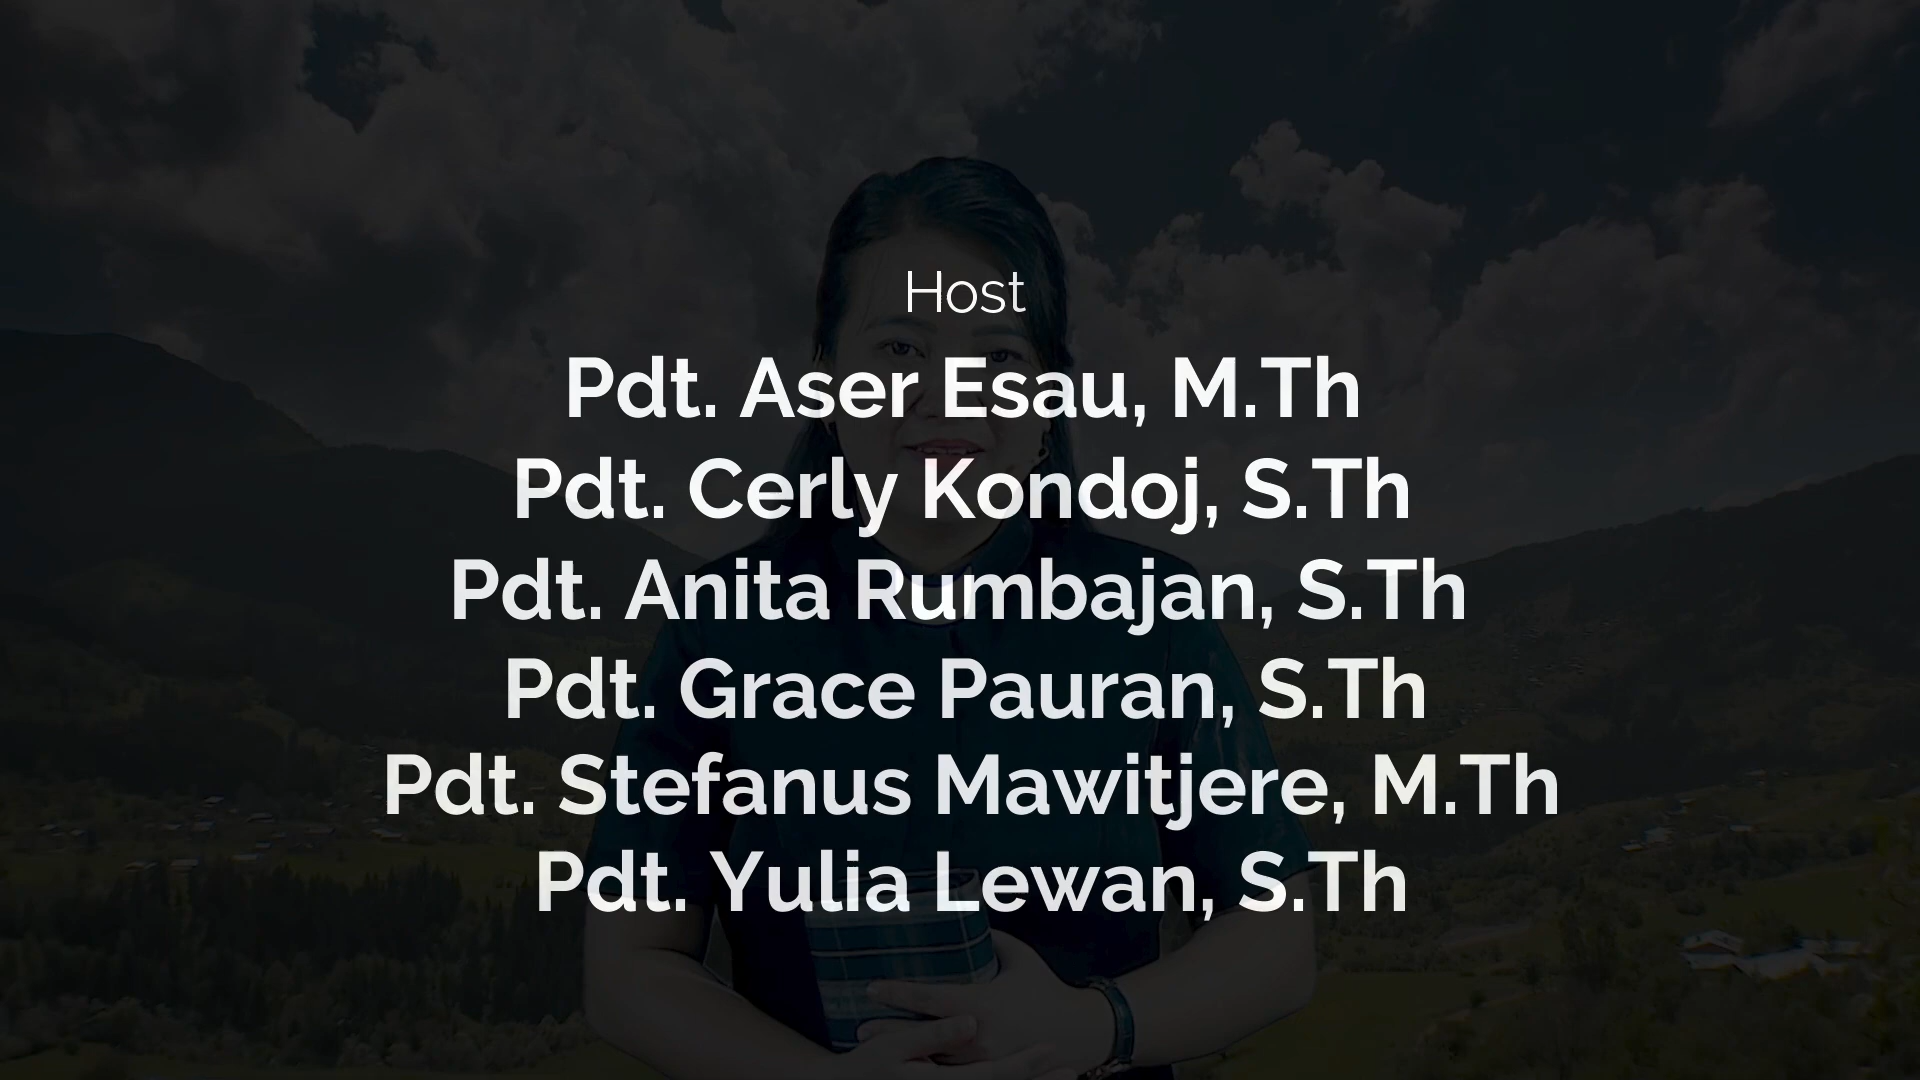 Host
Pdt. Aser Esau, M.Th
Pdt. Cerly Kondoj, S.Th
Pdt. Anita Rumbajan, S.Th
Pdt. Grace Pauran, S.Th
Pdt. Stefanus Mawitjere, M.Th
Pdt. Yulia Lewan, S.Th